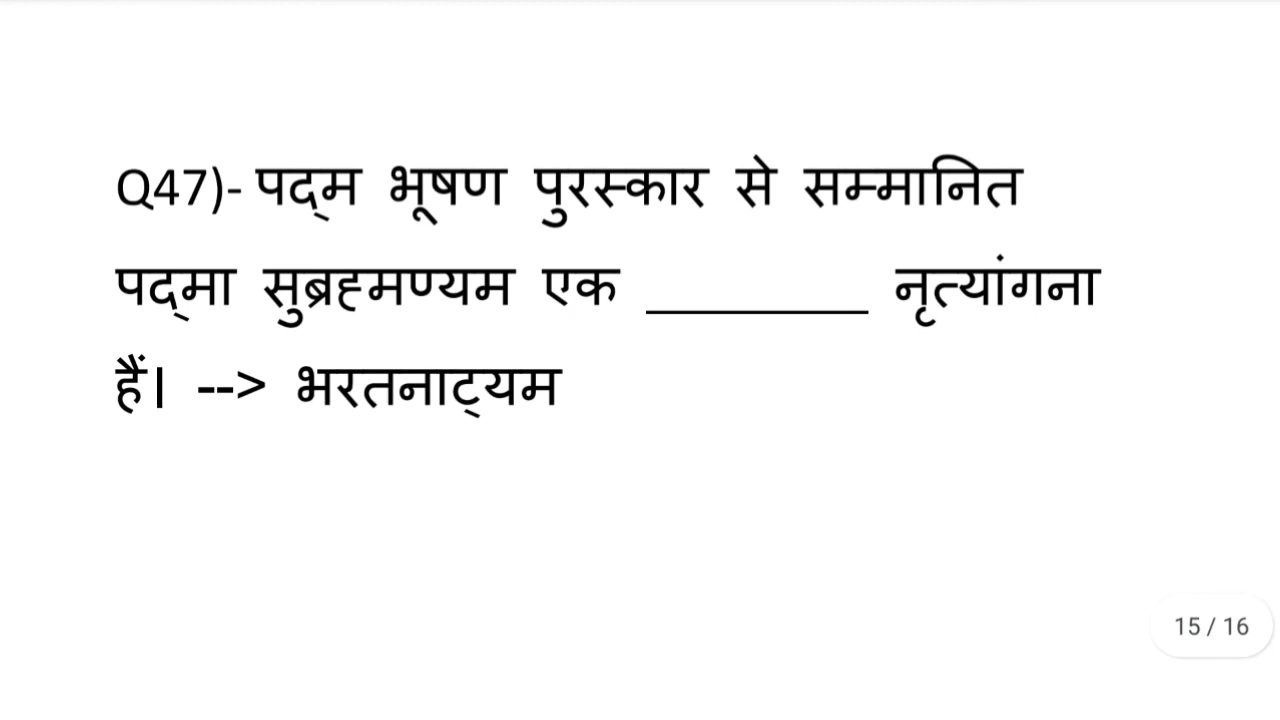 Q47)- पद्म भूषण पुरस्कार से सम्मानित
पद्मा सुब्रह्मण्यम एक ________ नृत्यांगना
हैं। --> भरतनाट्यम
15 / 16